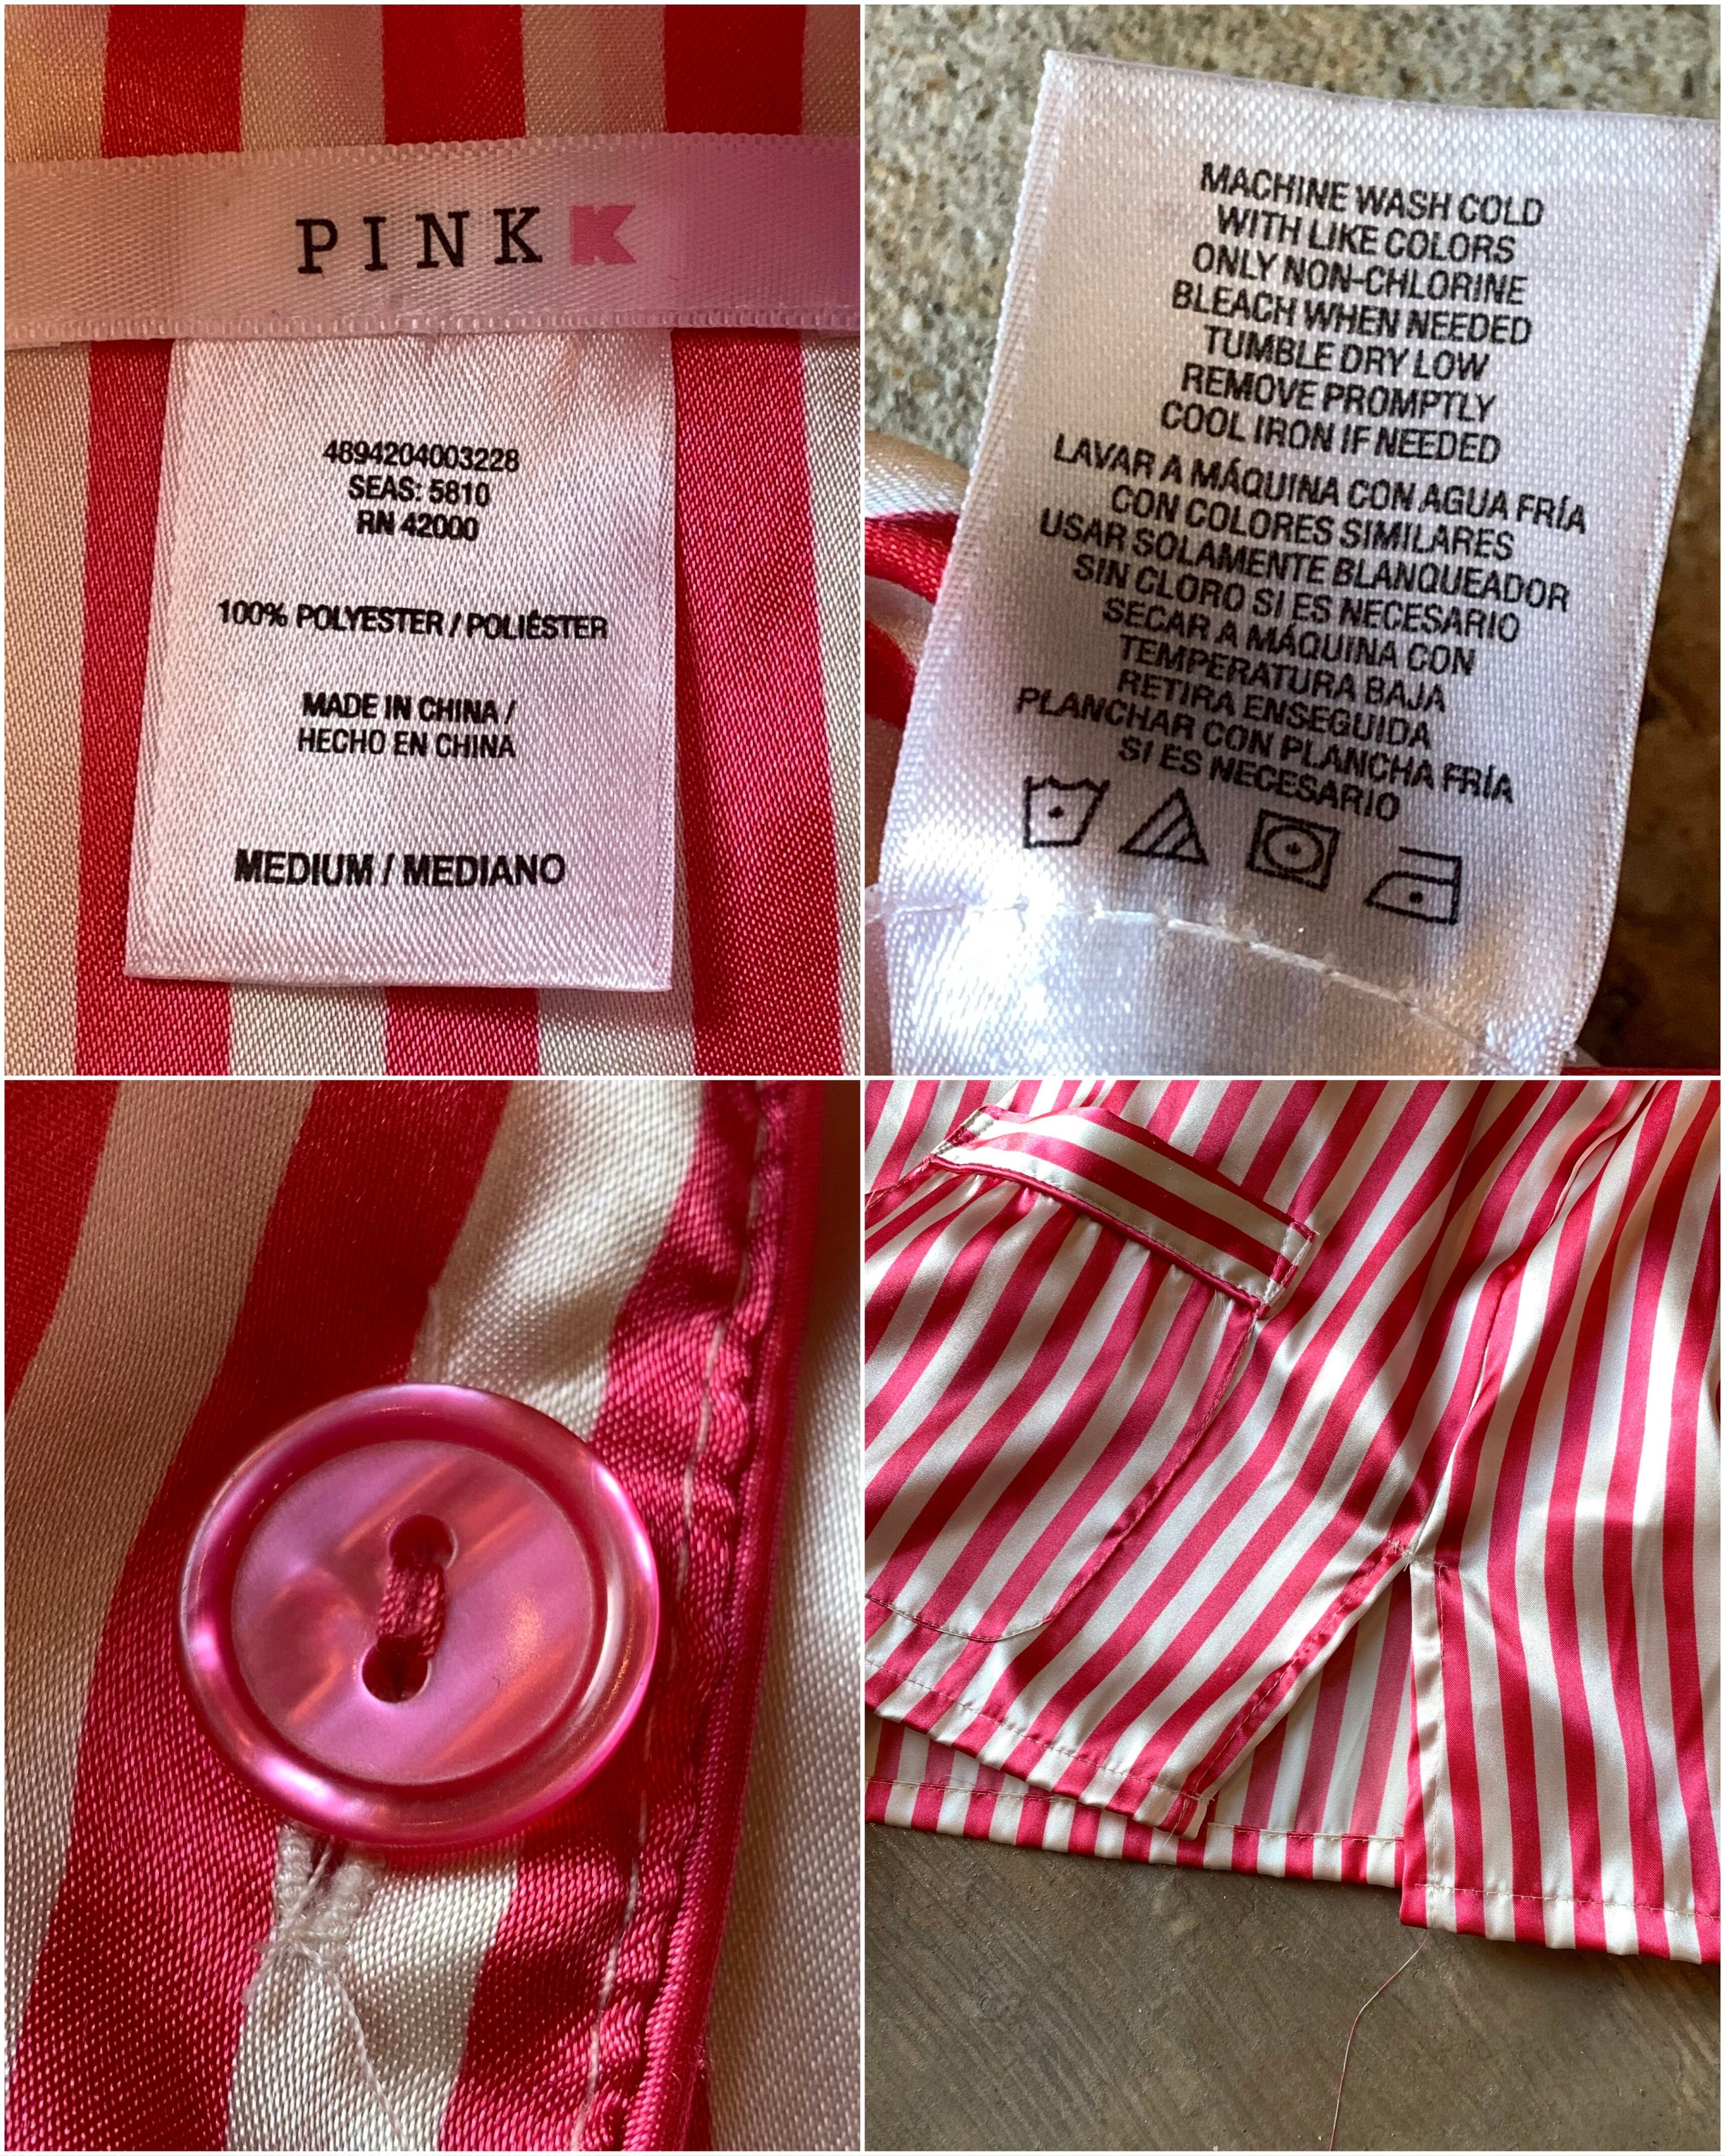 PINK K
4894204003228
SEAS: 5810
RN 42000
100% POLYESTER / POLIÉSTER
MADE IN CHINA /
HECHO EN CHINA
MEDIUM / MEDIANO
MACHINE WASH COLD
WITH LIKE COLORS
ONLY NON-CHLORINE
BLEACH WHEN NEEDED
TUMBLE DRY LOW
REMOVE PROMPTLY
COOL IRON IF NEEDED
LAVAR A MÁQUINA CON AGUA FRÍA
CON COLORES SIMILARES
USAR SOLAMENTE BLANQUEADOR
SIN CLORO SI ES NECESARIO
SECAR A MÁQUINA CON
TEMPERATURA BAJA
RETIRA ENSEGUIDA
PLANCHAR CON PLANCHA FRÍA
SI ES NECESARIO